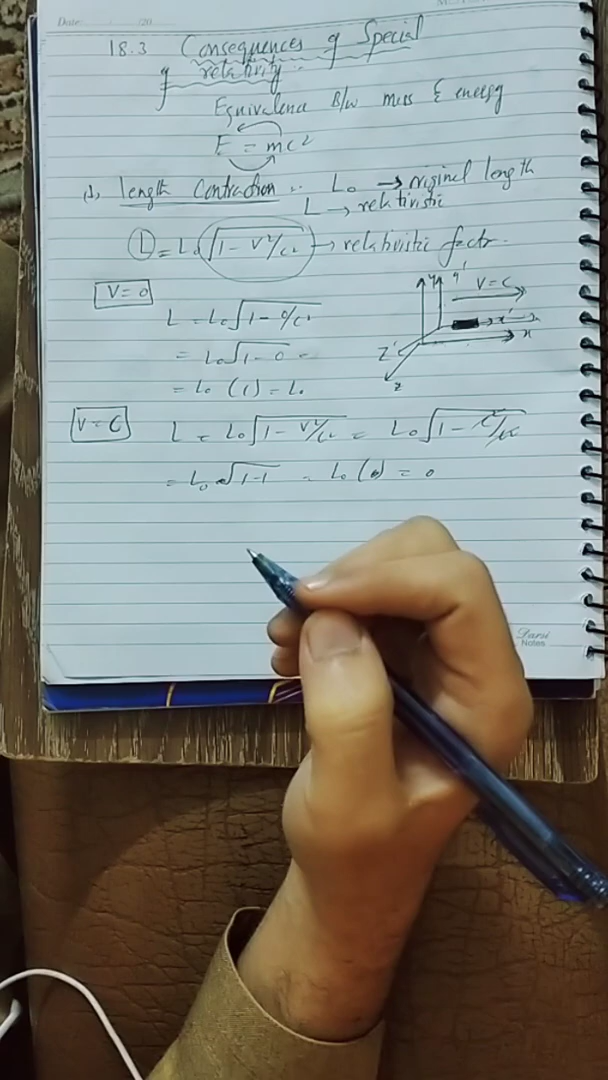 Date: 20
18.3 Consequences of Special
of relativity:
Equivalence B/w mass & energy
E = mc²
(1) length Contraction :. L₀ → original length
L → relativistic
L = L₀ √1 - V²/c² → relativistic factor.
V = 0
L = L₀ √1 - 0/c²
= L₀ √1 - 0
= L₀ (1) = L₀
y y' V = C
x' x
z' z
V = C L = L₀ √1 - V²/c² = L₀ √1 - c²/c²
= L₀ √1-1 = L₀ (0) = 0
Notes